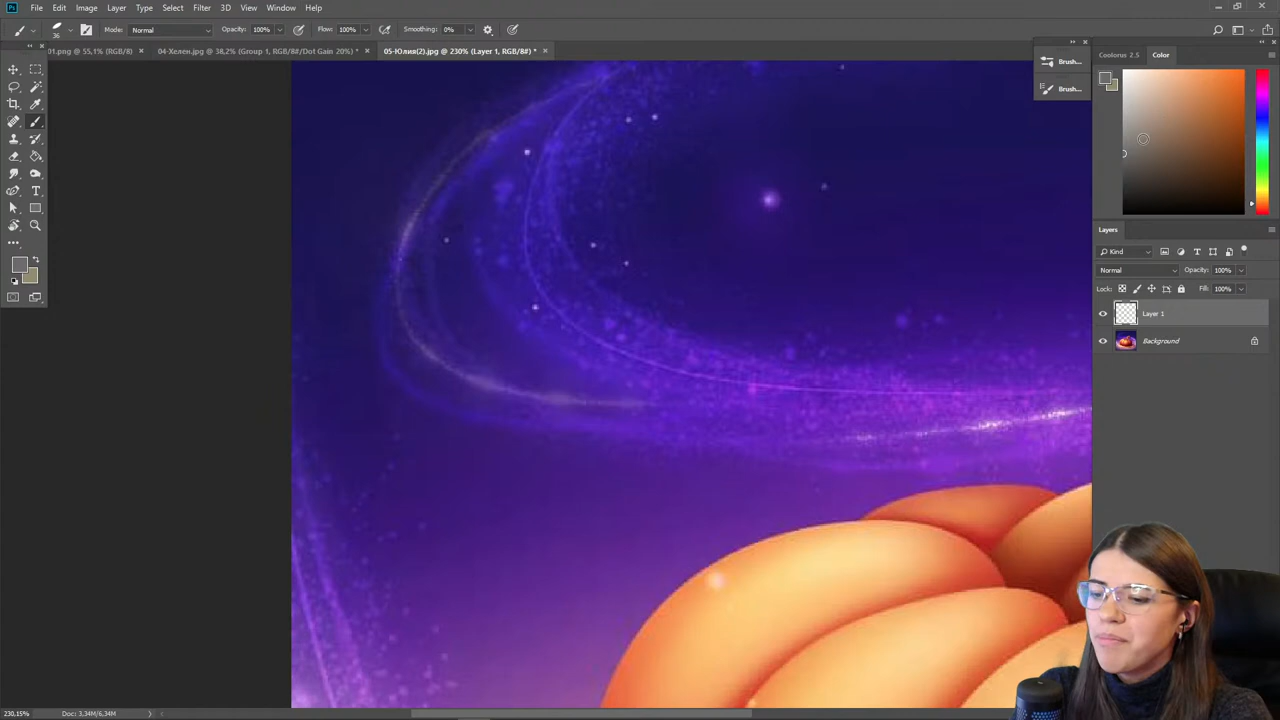 Ps File Edit Image Layer Type Select Filter 3D View Window Help
36 Mode: Normal Opacity: 100% Flow: 100% Smoothing: 0%
01.png @ 55,1% (RGB/8) × 04-Хелен.jpg @ 38,2% (Group 1, RGB/8#/Dot Gain 20%) * × 05-Юлия(2).jpg @ 230% (Layer 1, RGB/8#) * ×
Brush...
Brush...
Coolorus 2.5 Color
Layers
Kind
Normal Opacity: 100%
Lock: Fill: 100%
Layer 1
Background
230,15% Doc: 3,34M/6,34M